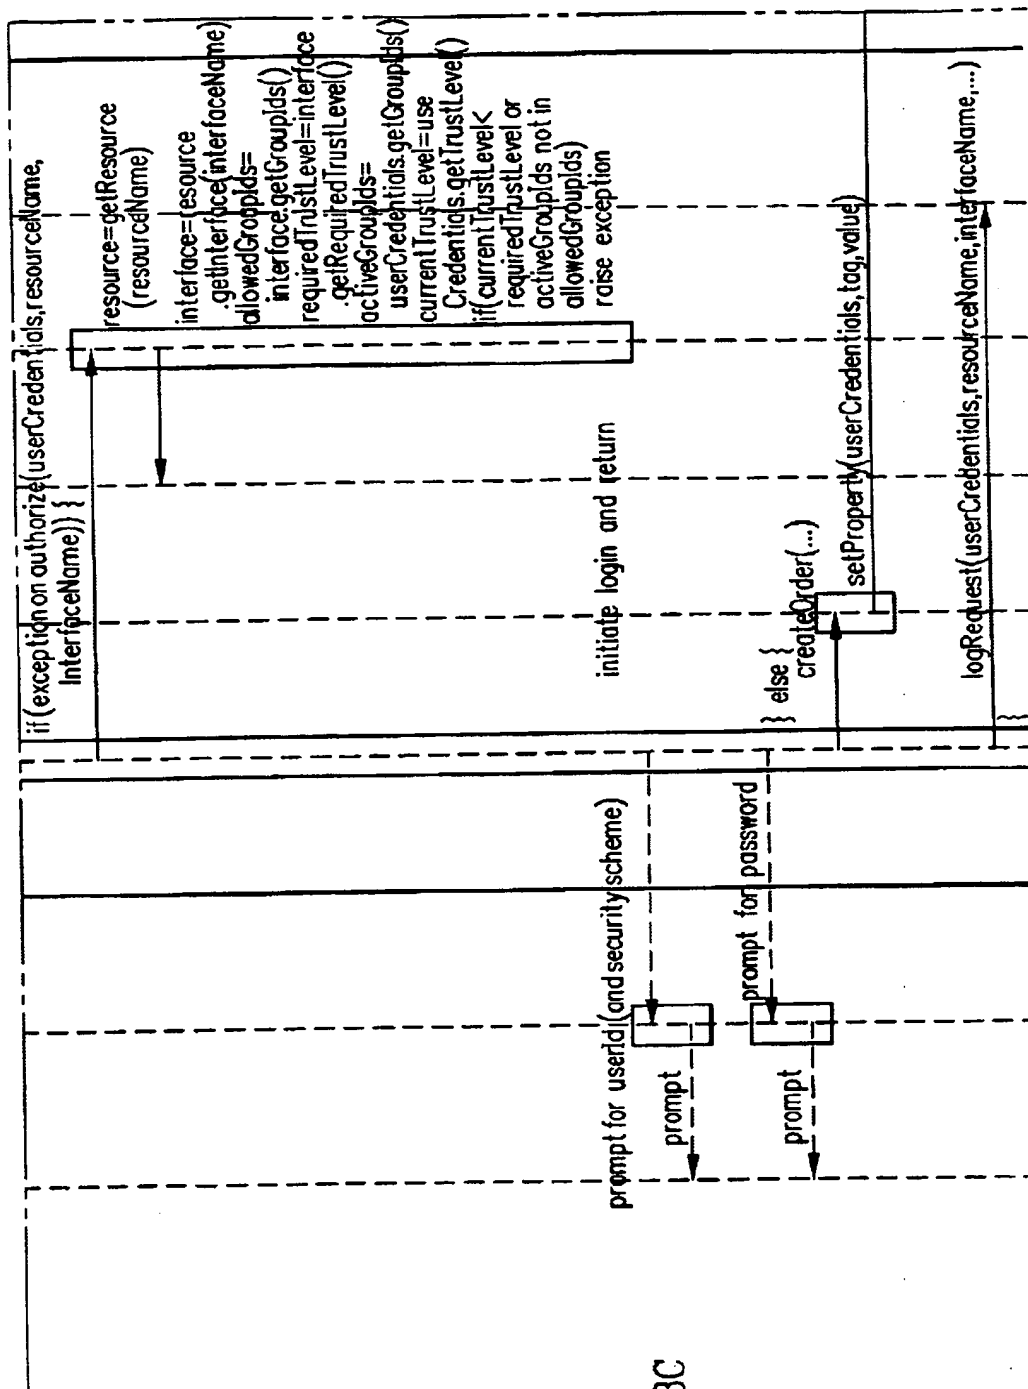 if(exception on authorize(userCredentials,resourceName,
InterfaceName)) {
resource=getResource
(resourceName)
interface=resource
.getInterface(interfaceName)
allowedGroupIds=
interface.getGroupIds()
requiredTrustLevel=interface
.getRequiredTrustLevel()
activeGroupIds=
userCredentials.getGroupIds()
currentTrustLevel=use
Credentials.getTrustLevel()
if(currentTrustLevel<
requiredTrustLevel or
activeGroupIds not in
allowedGroupIds)
raise exception
initiate login and return
prompt for userId (and security scheme)
prompt
prompt for password
prompt
} else {
createOrder(...)
setProperty(userCredentials,tag,value)
logRequest(userCredentials,resourceName,interfaceName,...)
}